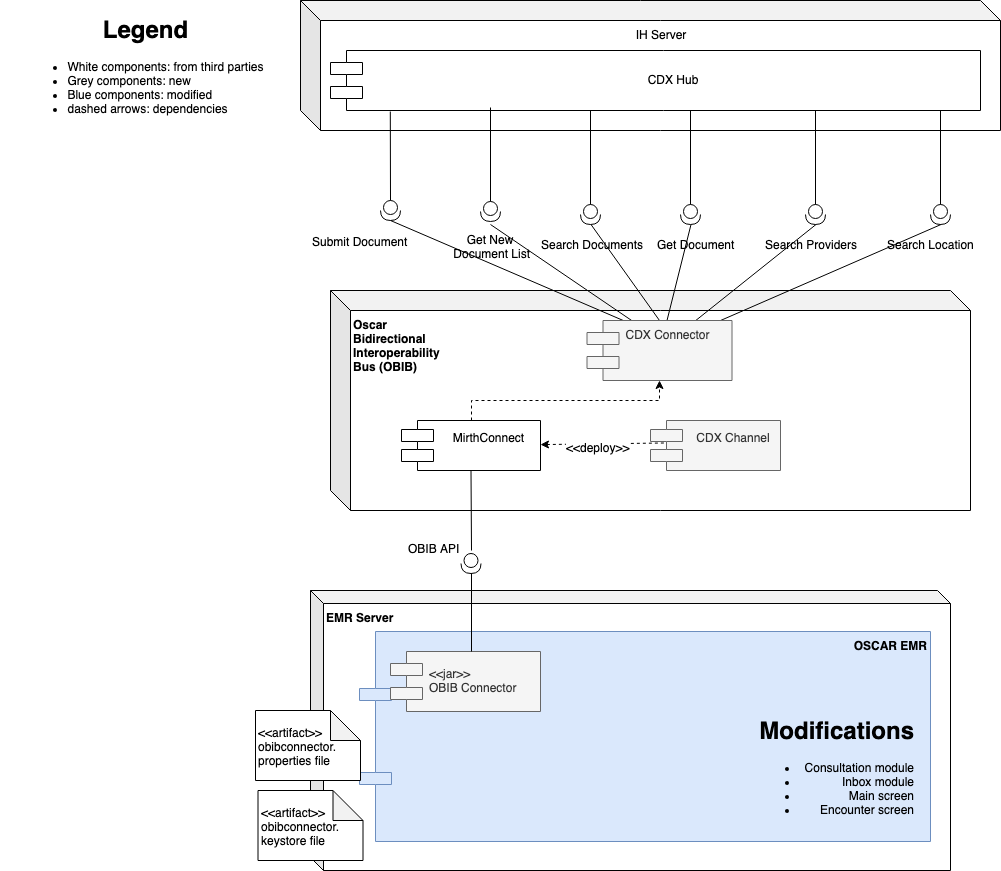 Legend
White components: from third parties
Grey components: new
Blue components: modified
dashed arrows: dependencies
IH Server
CDX Hub
Submit Document
Get New
Document List
Search Documents
Get Document
Search Providers
Search Location
Oscar
Bidirectional
Interoperability
Bus (OBIB)
CDX Connector
MirthConnect
<<deploy>>
CDX Channel
OBIB API
EMR Server
OSCAR EMR
<<jar>>
OBIB Connector
<<artifact>>
obibconnector.
properties file
<<artifact>>
obibconnector.
keystore file
Modifications
Consultation module
Inbox module
Main screen
Encounter screen